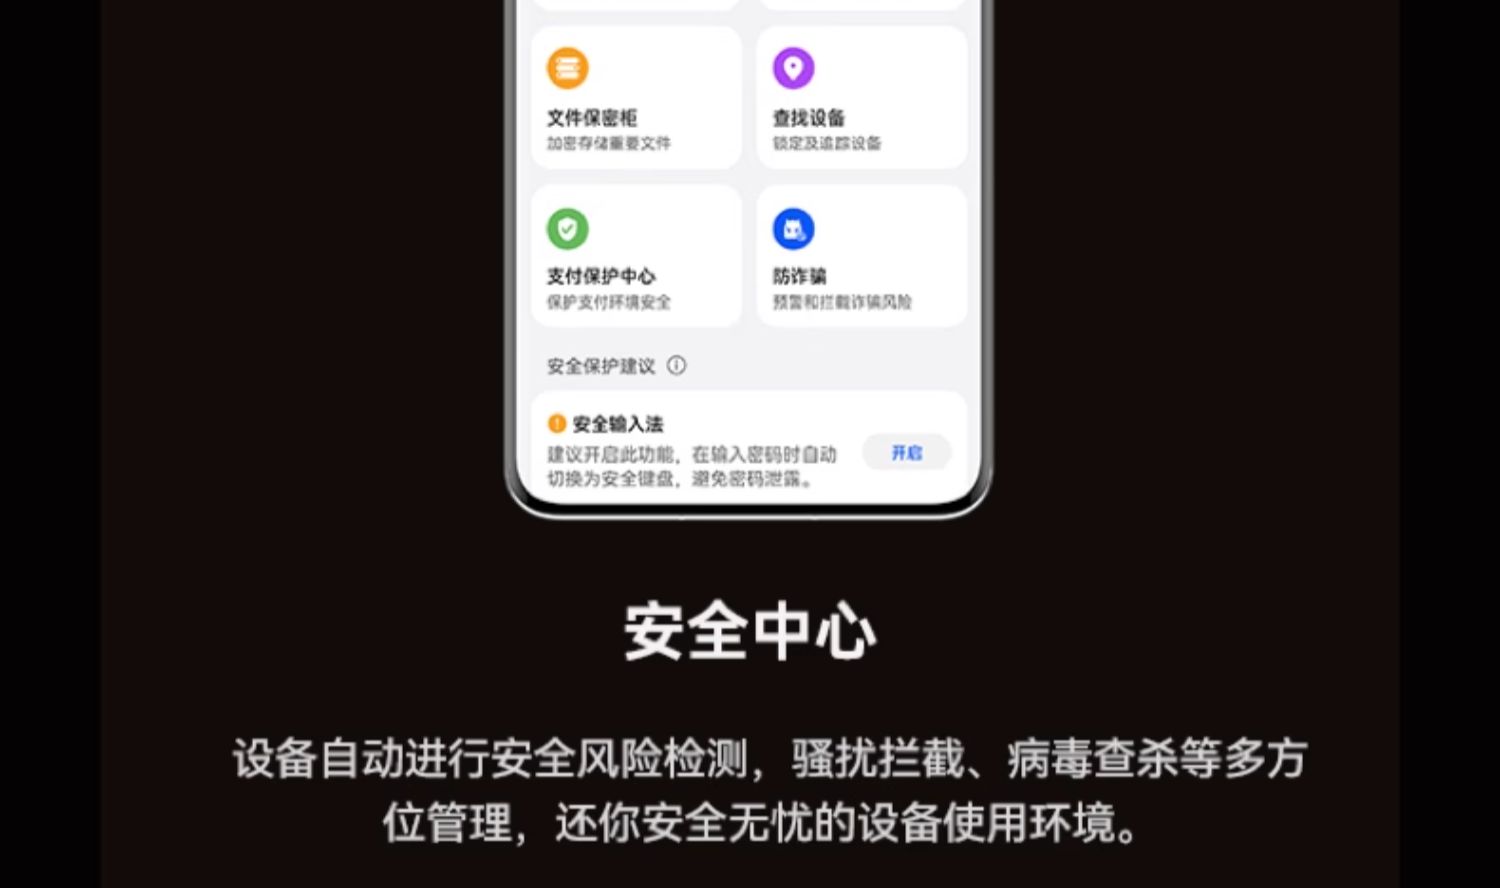 文件保密柜
加密存储重要文件
查找设备
锁定及追踪设备
支付保护中心
保护支付环境安全
防诈骗
预警和拦截诈骗风险
安全保护建议
安全输入法
建议开启此功能，在输入密码时自动
切换为安全键盘，避免密码泄露。
开启
安全中心
设备自动进行安全风险检测，骚扰拦截、病毒查杀等多方
位管理，还你安全无忧的设备使用环境。